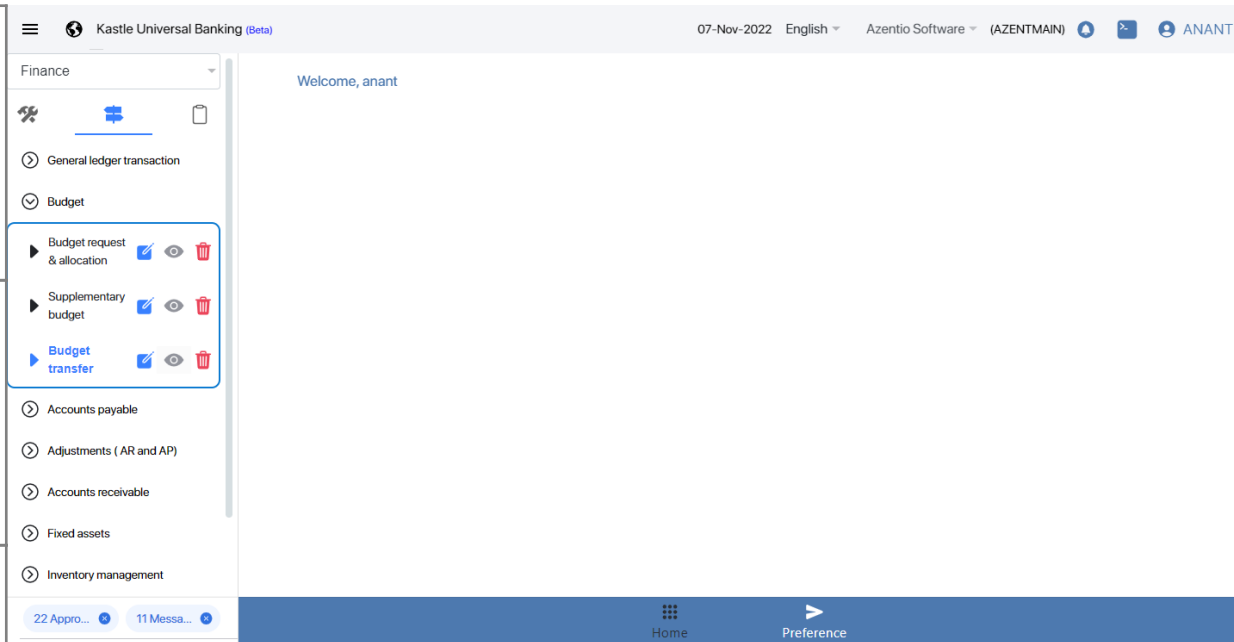 Kastle Universal Banking (Beta)
07-Nov-2022 English Azentio Software (AZENTMAIN) ANANT
Finance
Welcome, anant
General ledger transaction
Budget
Budget request
& allocation
Supplementary
budget
Budget
transfer
Accounts payable
Adjustments ( AR and AP)
Accounts receivable
Fixed assets
Inventory management
22 Appro... 11 Messa...
Home Preference